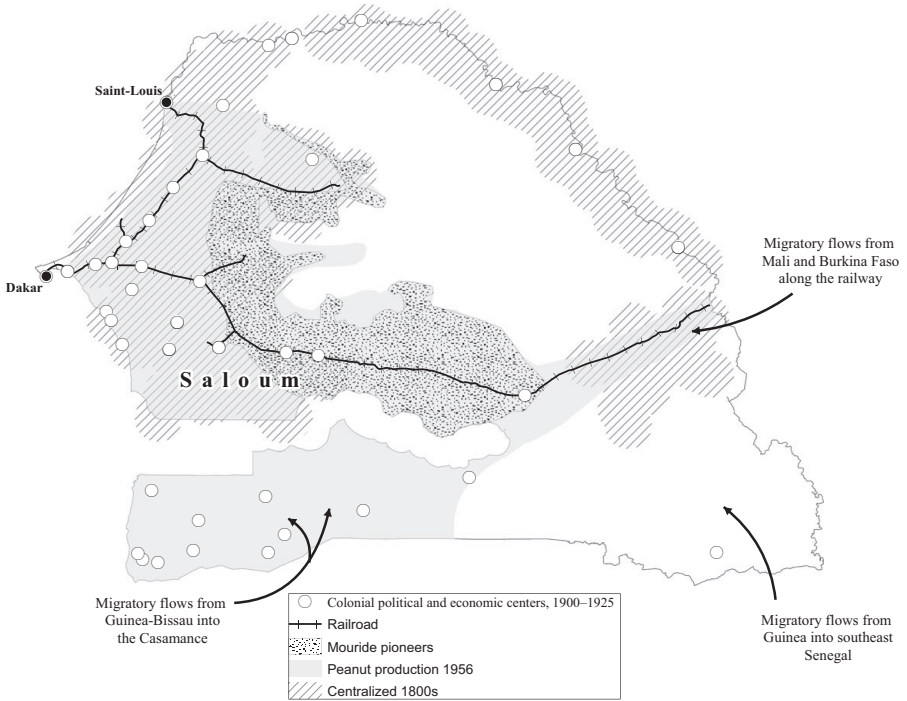 Saint-Louis
Dakar
Saloum
Migratory flows from
Mali and Burkina Faso
along the railway
Migratory flows from
Guinea-Bissau into
the Casamance
Migratory flows from
Guinea into southeast
Senegal
Colonial political and economic centers, 1900–1925
Railroad
Mouride pioneers
Peanut production 1956
Centralized 1800s